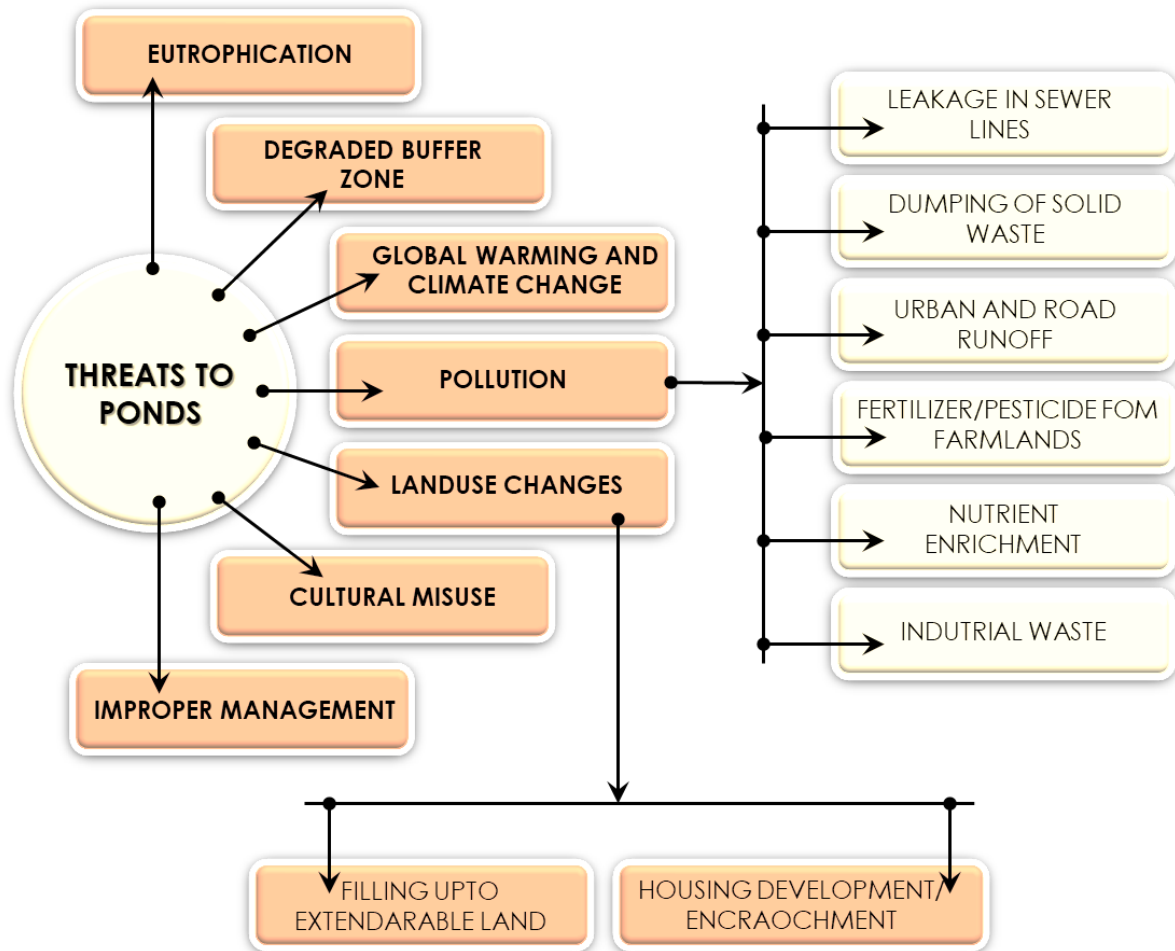 EUTROPHICATION
DEGRADED BUFFER
ZONE
GLOBAL WARMING AND
CLIMATE CHANGE
THREATS TO
PONDS
POLLUTION
LANDUSE CHANGES
CULTURAL MISUSE
IMPROPER MANAGEMENT
LEAKAGE IN SEWER
LINES
DUMPING OF SOLID
WASTE
URBAN AND ROAD
RUNOFF
FERTILIZER/PESTICIDE FOM
FARMLANDS
NUTRIENT
ENRICHMENT
INDUTRIAL WASTE
FILLING UPTO
EXTENDARABLE LAND
HOUSING DEVELOPMENT/
ENCRAOCHMENT